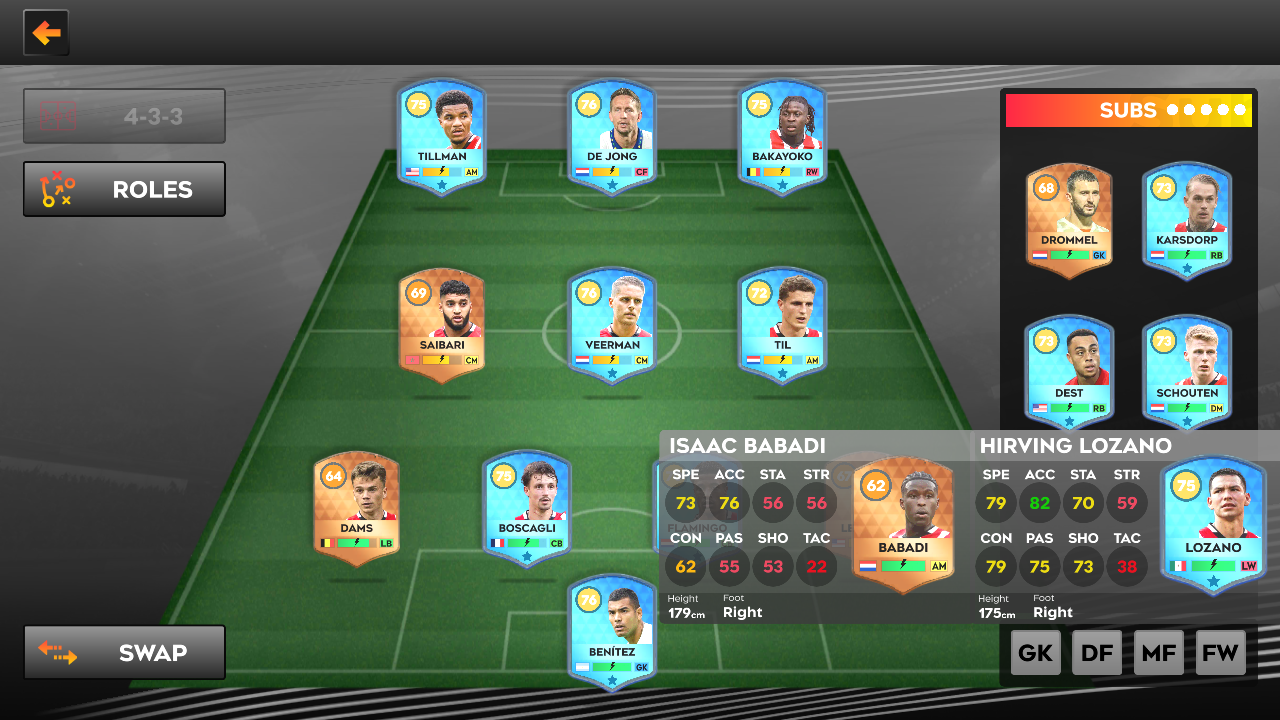 4-3-3
ROLES
SUBS
75
TILLMAN
AM
76
DE JONG
CF
75
BAKAYOKO
RW
68
DROMMEL
GK
73
KARSDORP
RB
69
SAIBARI
CM
76
VEERMAN
CM
72
TIL
AM
73
DEST
RB
73
SCHOUTEN
DM
64
DAMS
LB
75
BOSCAGLI
CB
FLAMINGO
ISAAC BABADI
SPE ACC STA STR
73 76 56 56
CON PAS SHO TAC
62 55 53 22
Height Foot
179cm Right
62
BABADI
AM
HIRVING LOZANO
SPE ACC STA STR
79 82 70 59
CON PAS SHO TAC
79 75 73 38
Height Foot
175cm Right
75
LOZANO
LW
76
BENÍTEZ
GK
SWAP
GK DF MF FW